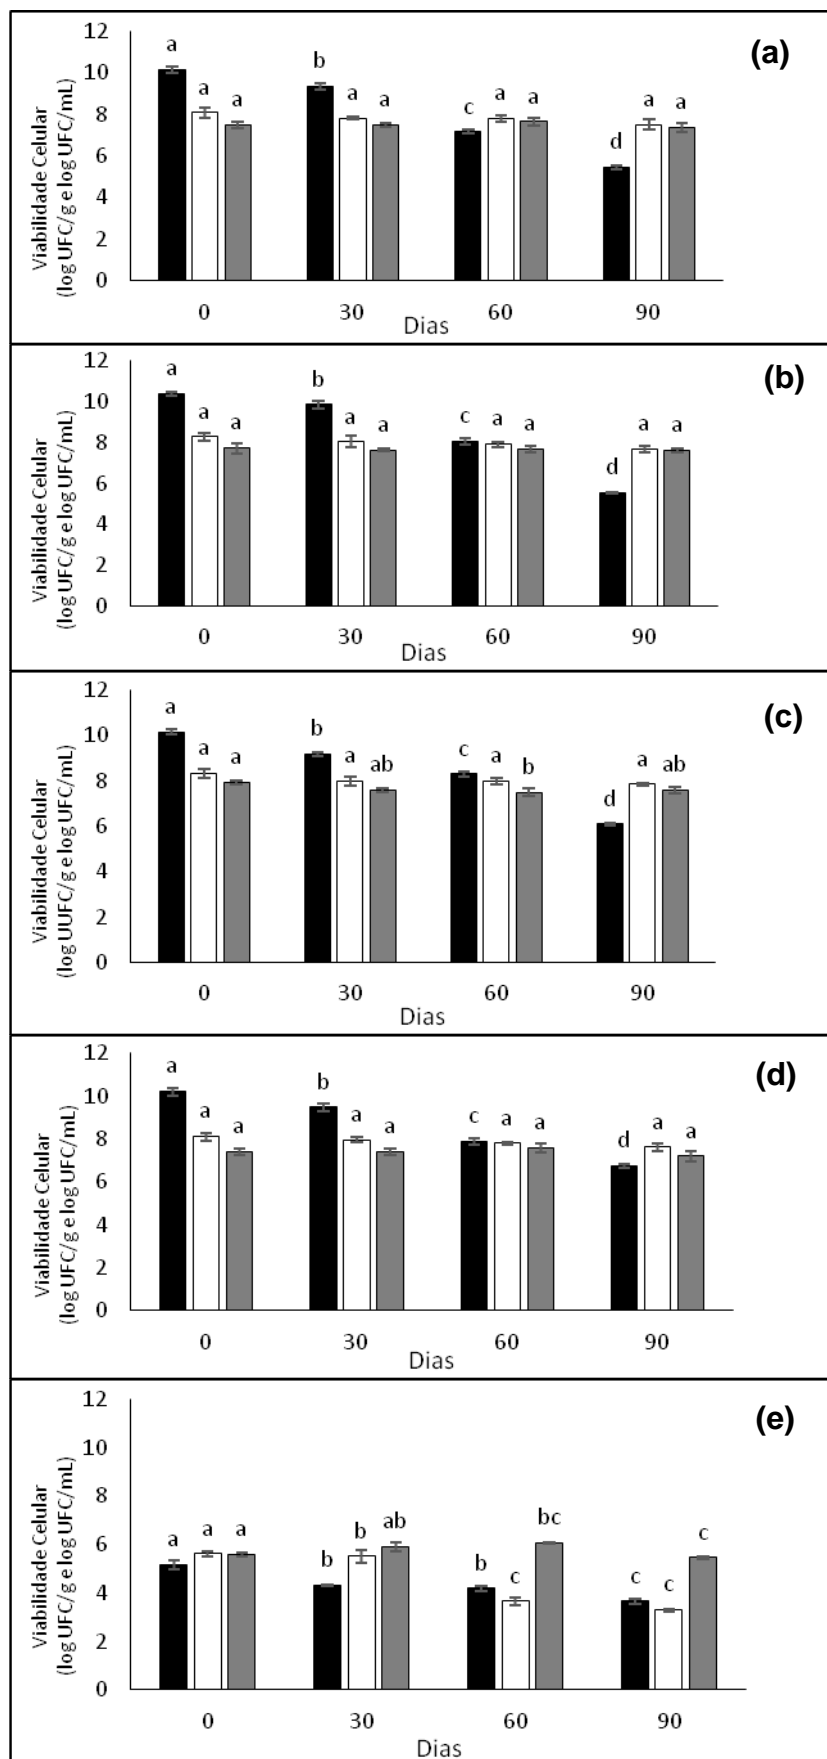 (a)
Viabilidade Celular
(log UFC/g e log UFC/mL)
12
10
8
6
4
2
0
a a a
b a a
c a a
d a a
0 30 60 90
Dias
(b)
Viabilidade Celular
(log UFC/g e log UFC/mL)
12
10
8
6
4
2
0
a a a
b a a
c a a
d a a
0 30 60 90
Dias
(c)
Viabilidade Celular
(log UUFC/g e log UFC/mL)
12
10
8
6
4
2
0
a a a
b a ab
c a b
d a ab
0 30 60 90
Dias
(d)
Viabilidade Celular
(log UFC/g e log UFC/mL)
12
10
8
6
4
2
0
a a a
b a a
c a a
d a a
0 30 60 90
Dias
(e)
Viabilidade Celular
(log UFC/g e log UFC/mL)
12
10
8
6
4
2
0
a a a
b b ab
b c bc
c c c
0 30 60 90
Dias